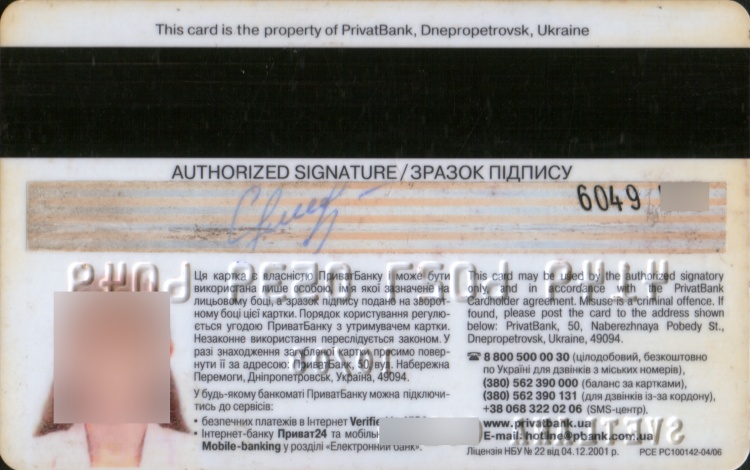 This card is the property of PrivatBank, Dnepropetrovsk, Ukraine
AUTHORIZED SIGNATURE / ЗРАЗОК ПІДПИСУ
6049
Ця картка є власністю ПриватБанку і може бути
використана лише особою, ім'я якої зазначене на
лицьовому боці, а зразок підпису подано на зворот-
ному боці цієї картки. Порядок користування регулю-
ється угодою ПриватБанку з утримувачем картки.
Незаконне використання переслідується законом. У
разі знаходження загубленої картки просимо повер-
нути її за адресою: ПриватБанк, 50 вул. Набережна
Перемоги, Дніпропетровськ, Україна, 49094.
У будь-якому банкоматі ПриватБанку можна підключи-
тись до сервісів:
• безпечних платежів в Інтернет Verified
• Інтернет-банку Приват24 та мобільн
Mobile-banking у розділі «Електронний банк».
This card may be used by the authorized signatory
only and in accordance with the PrivatBank
Cardholder agreement. Misuse is criminal offence. If
found, please post the card to the address shown
below: PrivatBank, 50, Naberezhnaya Pobedy St.,
Dnepropetrovsk, Ukraine, 49094.
☎ 8 800 500 00 30 (цілодобовий, безкоштовно
по Україні для дзвінків з міських номерів),
(380) 562 390 000 (баланс за картками),
(380) 562 390 131 (для дзвінків із-за кордону),
+38 068 322 02 06 (SMS-центр).
www.privatbank.ua
E-mail: hotline@pbank.com.ua
Ліцензія НБУ № 22 від 04.12.2001 р. PCE PC100142-04/06